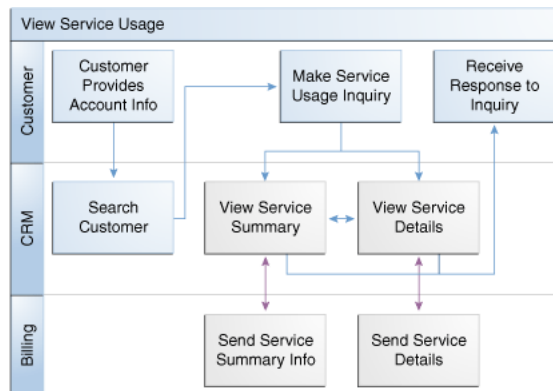 View Service Usage
Customer
Customer
Provides
Account Info
Make Service
Usage Inquiry
Receive
Response to
Inquiry
CRM
Search
Customer
View Service
Summary
View Service
Details
Billing
Send Service
Summary Info
Send Service
Details